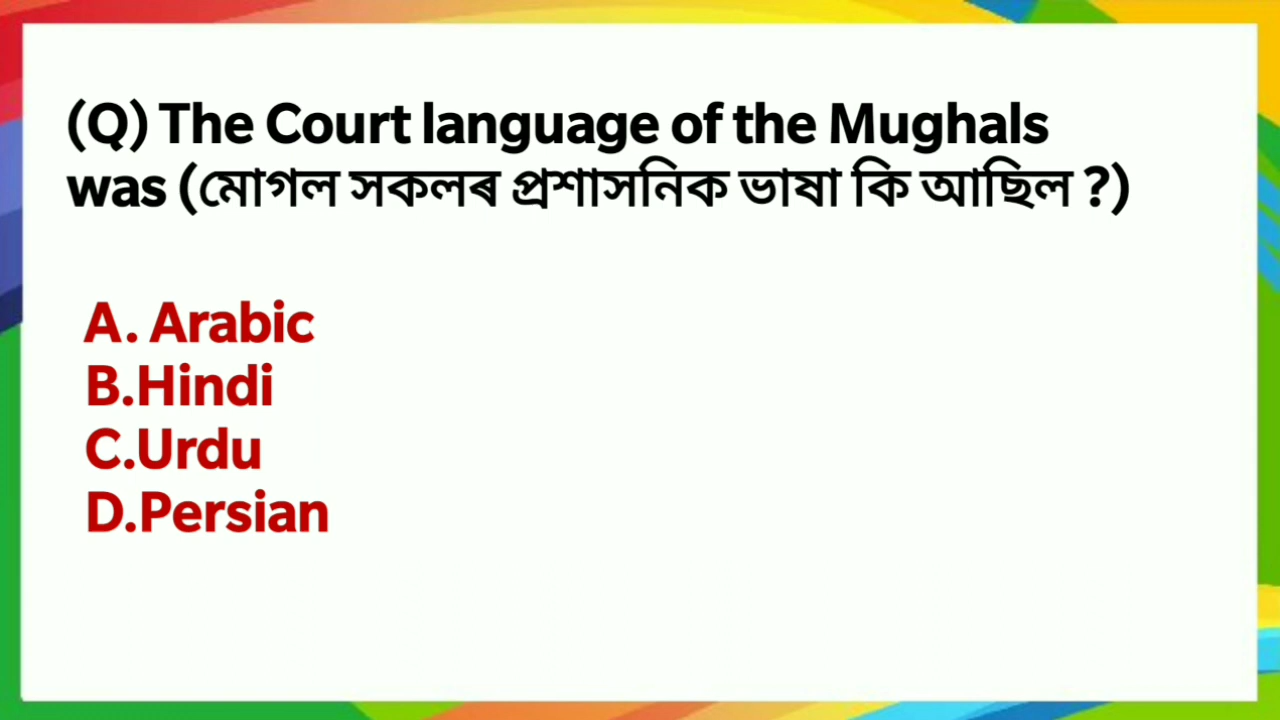 (Q) The Court language of the Mughals
was (মোগল সকলৰ প্ৰশাসনিক ভাষা কি আছিল ?)
A. Arabic
B.Hindi
C.Urdu
D.Persian